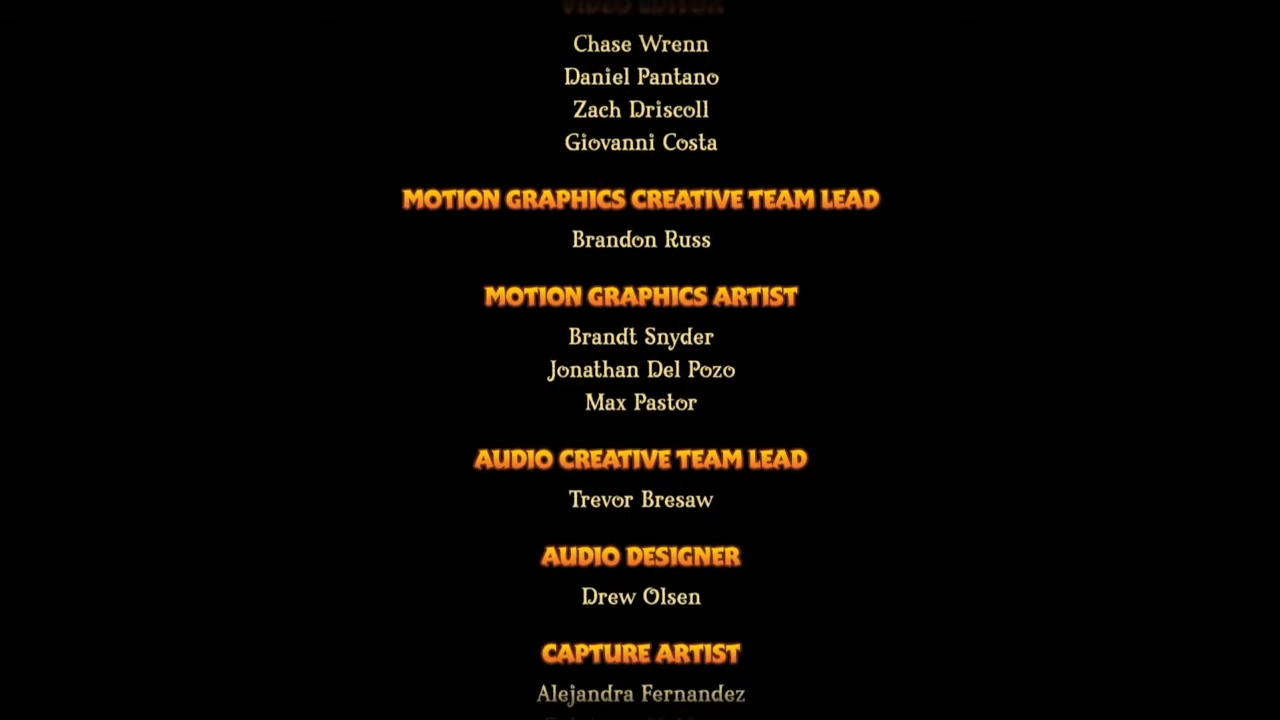 VIDEO EDITOR
Chase Wrenn
Daniel Pantano
Zach Driscoll
Giovanni Costa
MOTION GRAPHICS CREATIVE TEAM LEAD
Brandon Russ
MOTION GRAPHICS ARTIST
Brandt Snyder
Jonathan Del Pozo
Max Pastor
AUDIO CREATIVE TEAM LEAD
Trevor Bresaw
AUDIO DESIGNER
Drew Olsen
CAPTURE ARTIST
Alejandra Fernandez